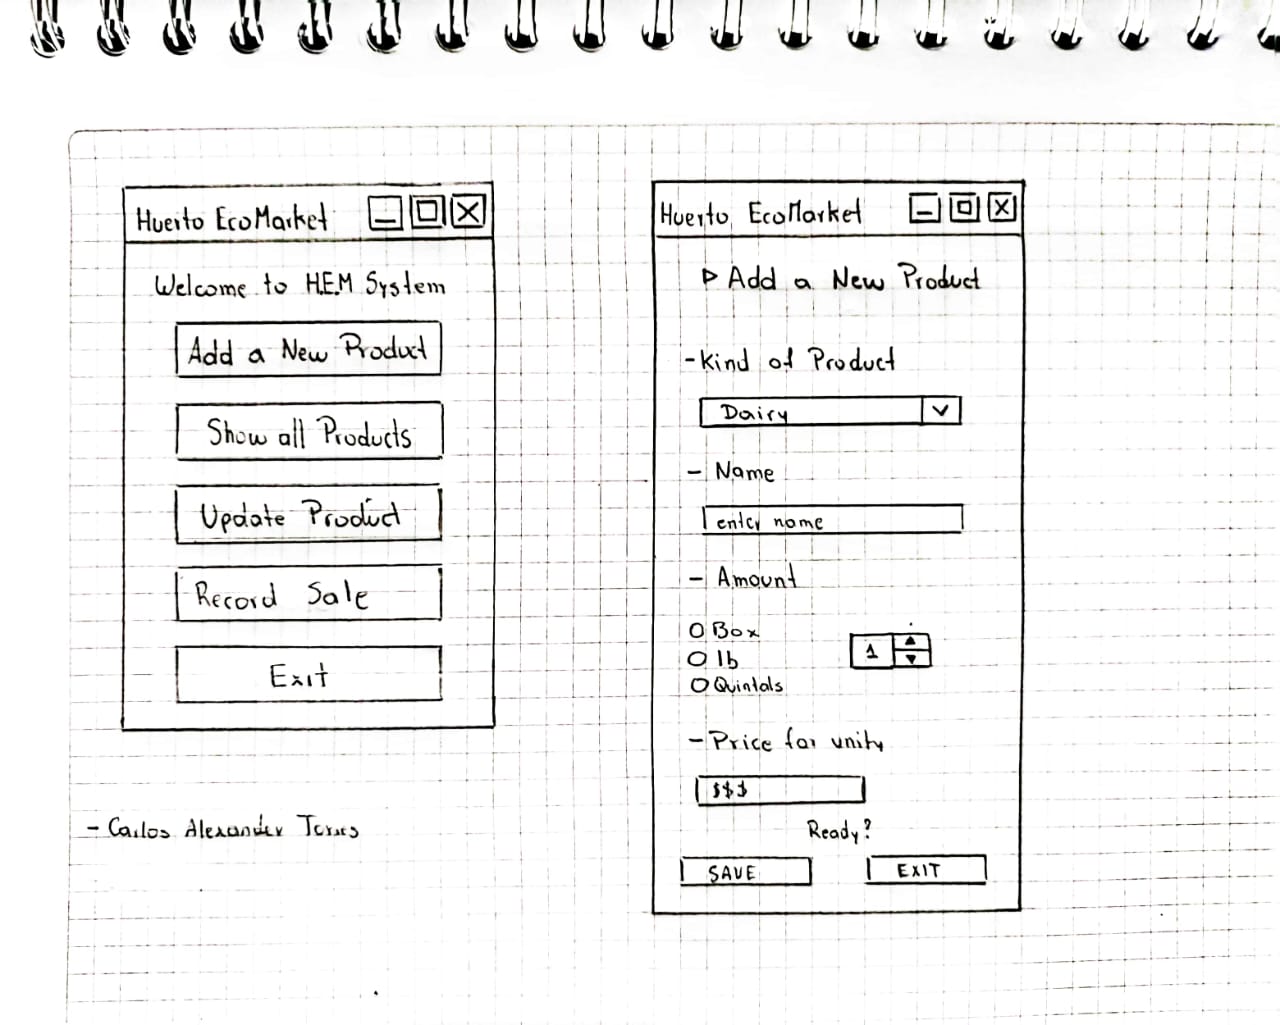 Huerto EcoMarket
Welcome to H.E.M System
Add a New Product
Show all Products
Update Product
Record Sale
Exit
- Carlos Alexander Torres
Huerto EcoMarket
Add a New Product
- Kind of Product
Dairy
- Name
enter name
- Amount
Box
lb
Quintals
1
- Price for unity
$$$
Ready?
SAVE
EXIT